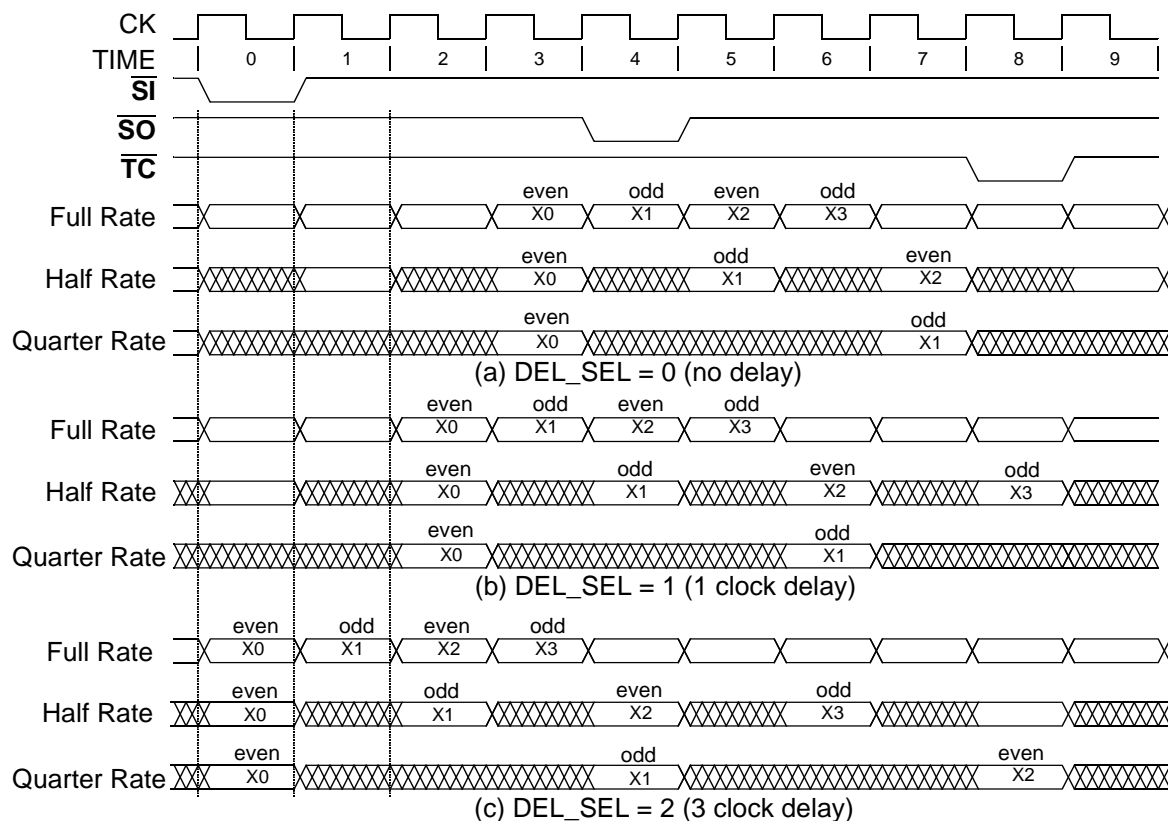 CK
TIME 0 1 2 3 4 5 6 7 8 9
SI
SO
TC
even odd even odd
Full Rate X0 X1 X2 X3
even odd even
Half Rate X0 X1 X2
even odd
Quarter Rate X0 X1
(a) DEL_SEL = 0 (no delay)
even odd even odd
Full Rate X0 X1 X2 X3
even odd even odd
Half Rate X0 X1 X2 X3
even odd
Quarter Rate X0 X1
(b) DEL_SEL = 1 (1 clock delay)
even odd even odd
Full Rate X0 X1 X2 X3
even odd even odd
Half Rate X0 X1 X2 X3
even odd even
Quarter Rate X0 X1 X2
(c) DEL_SEL = 2 (3 clock delay)